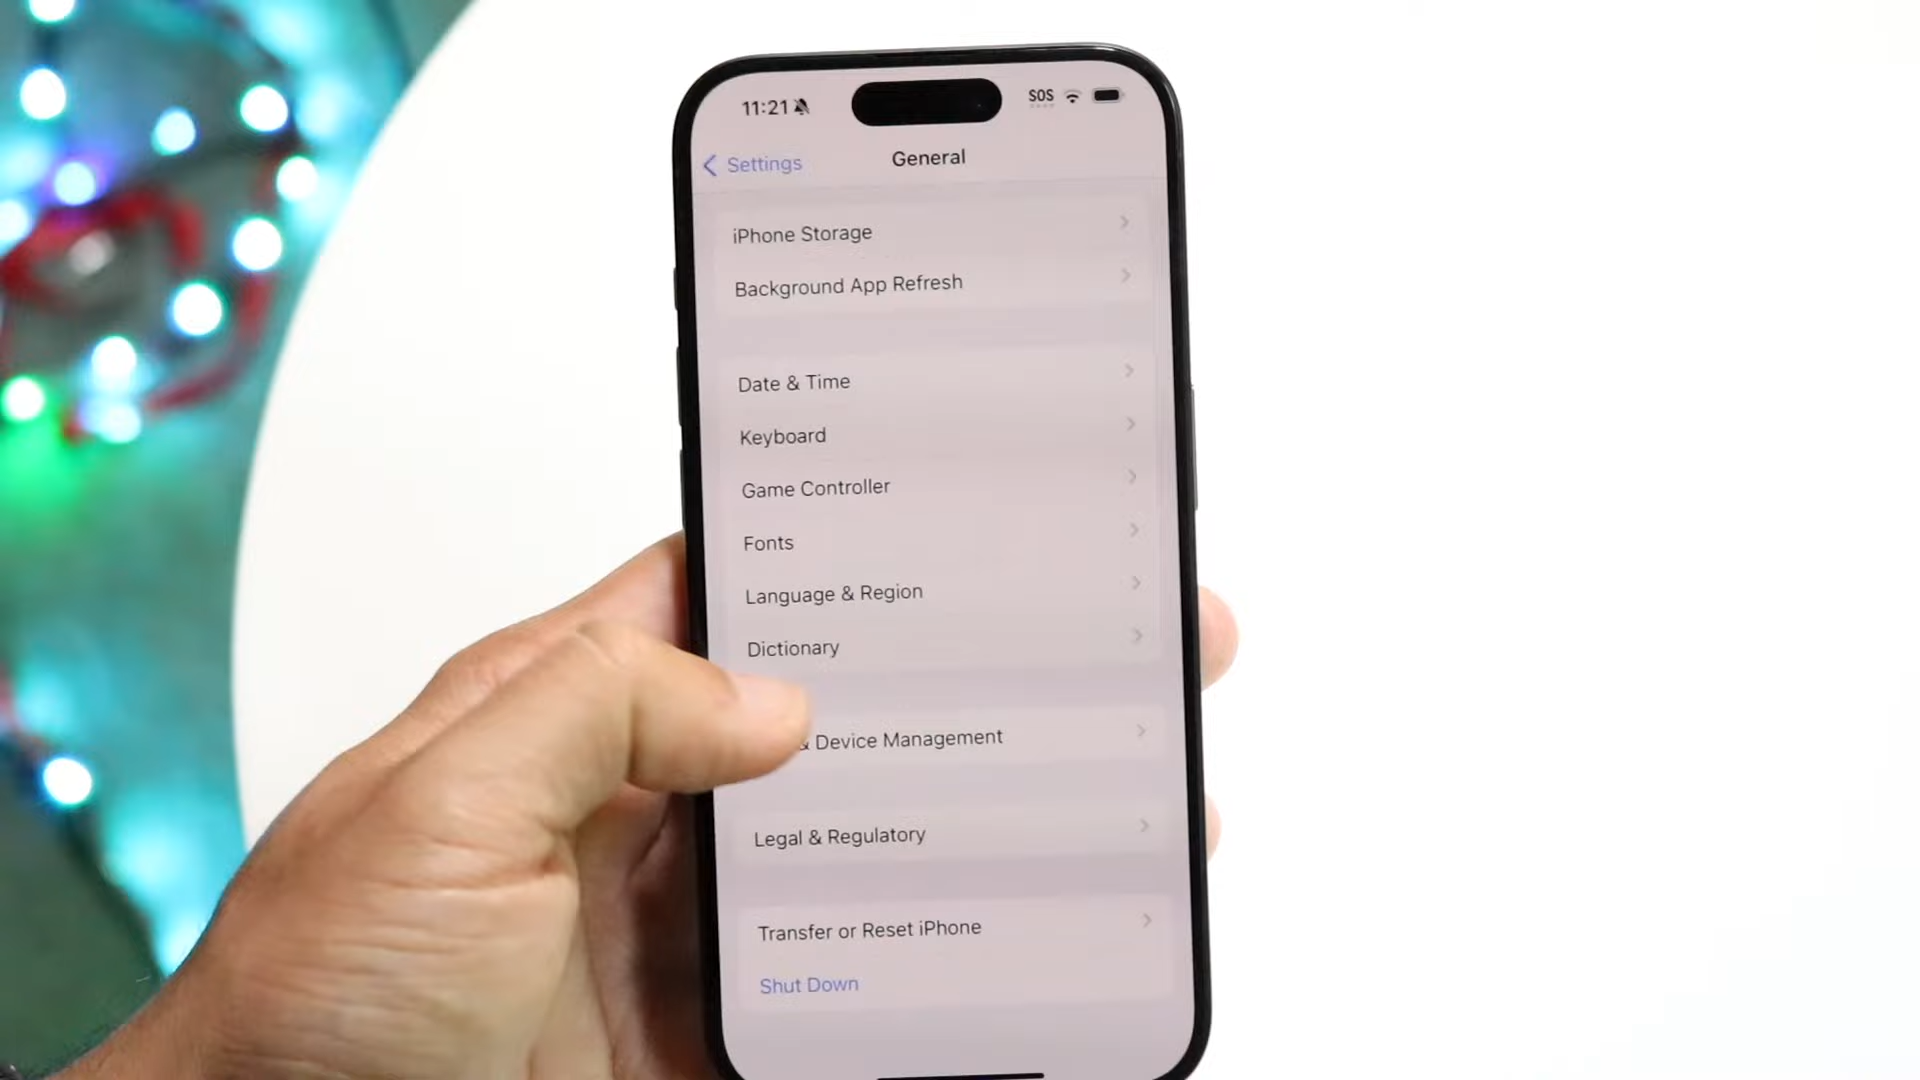 11:21
SOS
Settings
General
iPhone Storage
Background App Refresh
Date & Time
Keyboard
Game Controller
Fonts
Language & Region
Dictionary
& Device Management
Legal & Regulatory
Transfer or Reset iPhone
Shut Down